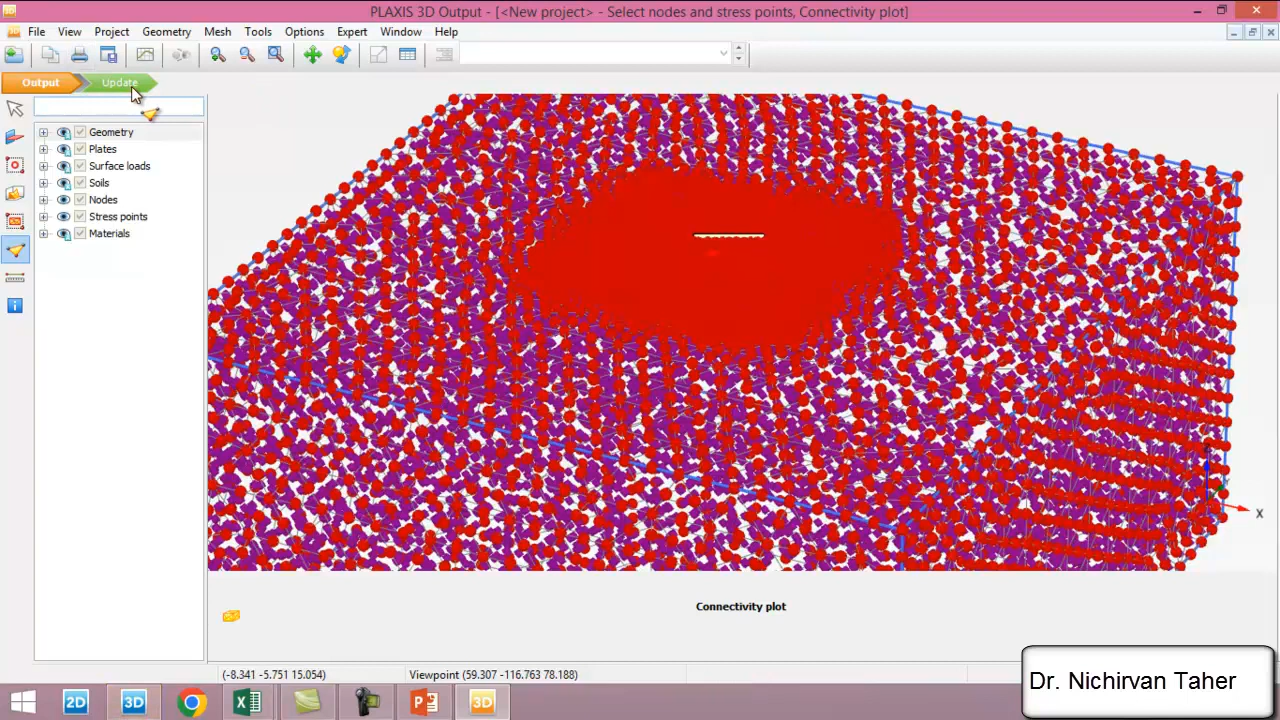 PLAXIS 3D Output - [<New project> - Select nodes and stress points, Connectivity plot]
File View Project Geometry Mesh Tools Options Expert Window Help
Output Update
Geometry
Plates
Surface loads
Soils
Nodes
Stress points
Materials
X
Connectivity plot
(-8.341 -5.751 15.054) Viewpoint (59.307 -116.763 78.188)
Dr. Nichirvan Taher
2D 3D 3D